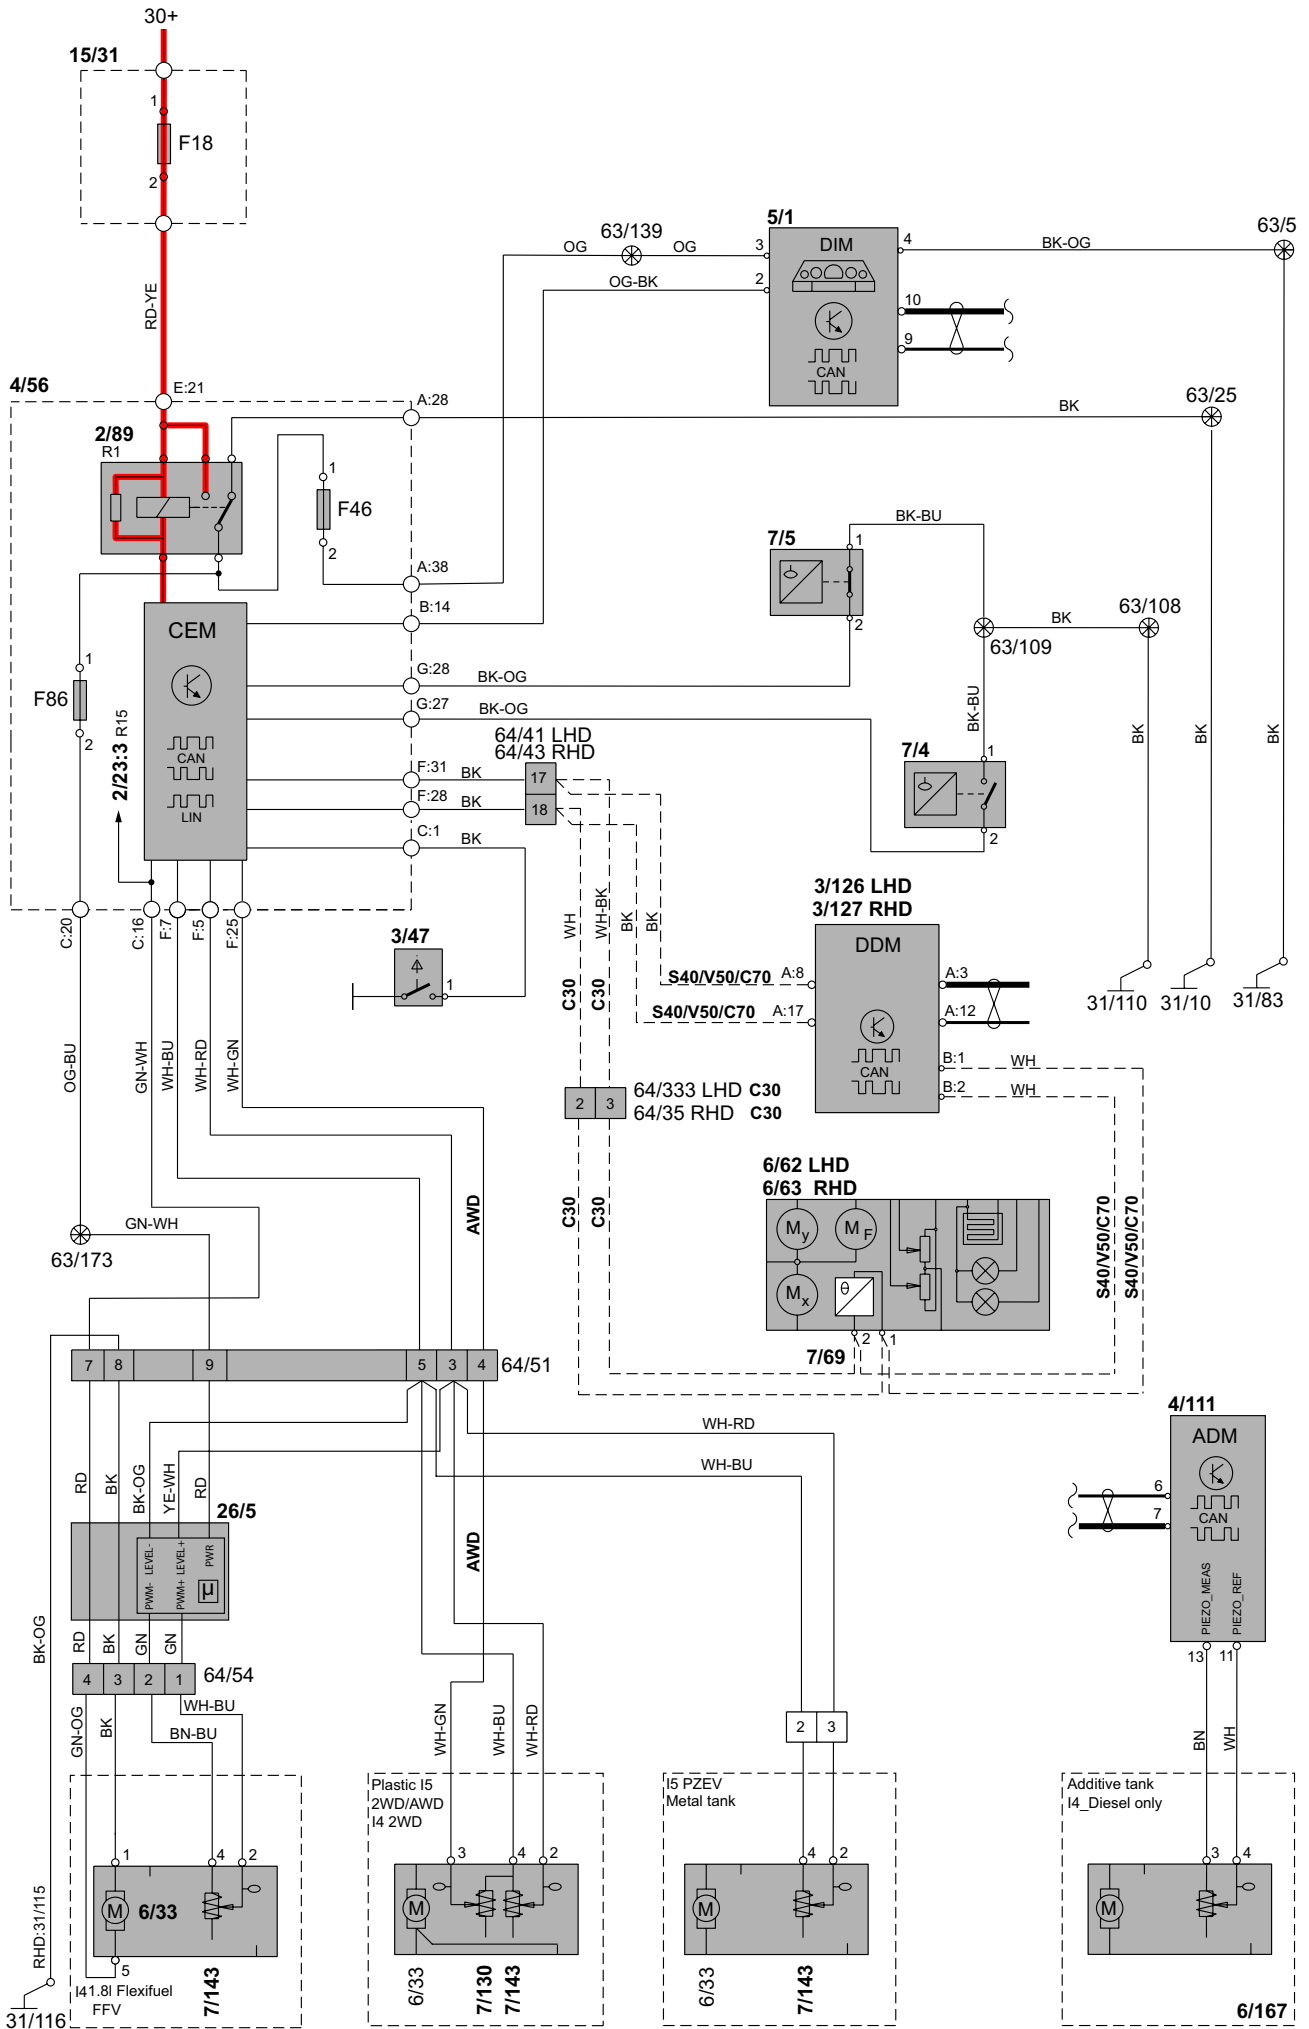 30+
15/31
1
F18
2
RD-YE
63/139
OG
OG
OG-BK
5/1
3
2
DIM
CAN
4
10
9
BK-OG
63/5
4/56
E:21
A:28
BK
63/25
2/89
R1
1
F46
2
A:38
B:14
CEM
CAN
LIN
1
F86
2
2/23:3 R15
G:28
BK-OG
G:27
BK-OG
F:31
BK
F:28
BK
C:1
BK
64/41 LHD
64/43 RHD
17
18
7/5
1
2
BK-BU
63/109
BK
63/108
BK-BU
7/4
1
2
BK
BK
BK
31/110
31/10
31/83
C:20
C:16
F:7
F:5
F:25
3/47
1
WH
WH-BK
BK
BK
C30
C30
S40/V50/C70
S40/V50/C70
3/126 LHD
3/127 RHD
DDM
CAN
A:8
A:17
A:3
A:12
B:1
WH
B:2
WH
OG-BU
GN-WH
WH-BU
WH-RD
WH-GN
2
3
64/333 LHD C30
64/35 RHD C30
C30
C30
6/62 LHD
6/63 RHD
My
MF
Mx
θ
2
1
7/69
S40/V50/C70
S40/V50/C70
AWD
GN-WH
63/173
7
8
9
5
3
4
64/51
WH-RD
WH-BU
RD
BK
BK-OG
YE-WH
RD
26/5
LEVEL-
LEVEL+
PWR
PWM-
PWM+
µ
AWD
4/111
ADM
CAN
6
7
PIEZO_MEAS
PIEZO_REF
13
11
BK-OG
RD
BK
GN
GN
4
3
2
1
64/54
GN-OG
BK
BN-BU
WH-BU
WH-GN
WH-BU
WH-RD
2
3
BN
WH
1
4
2
M
6/33
5
7/143
I41.8l Flexifuel
FFV
RHD:31/115
31/116
Plastic I5
2WD/AWD
I4 2WD
3
4
2
M
6/33
7/130
7/143
I5 PZEV
Metal tank
4
2
M
6/33
7/143
Additive tank
I4_Diesel only
3
4
M
6/167